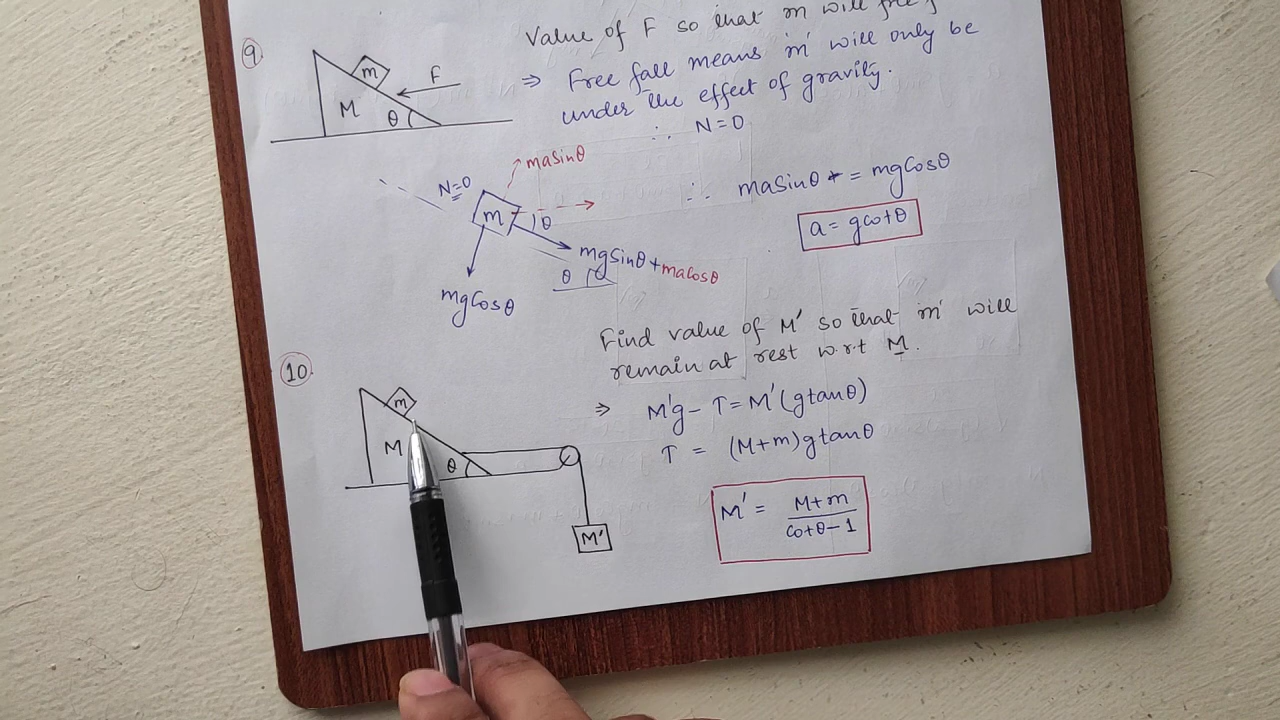 Value of F so that m will
9
m
F
M
θ
⇒ Free fall means 'm' will only be
under the effect of gravity.
∴ N=0
masinθ
N=0
m
θ
mgsinθ + macosθ
θ
mgcosθ
∴ masinθ = mgcosθ
a = gcotθ
Find value of M' so that 'm' will
remain at rest w.r.t M.
10
m
M
θ
M'
⇒ M'g - T = M'(gtanθ)
T = (M+m)gtanθ
M' = M+m
cotθ-1